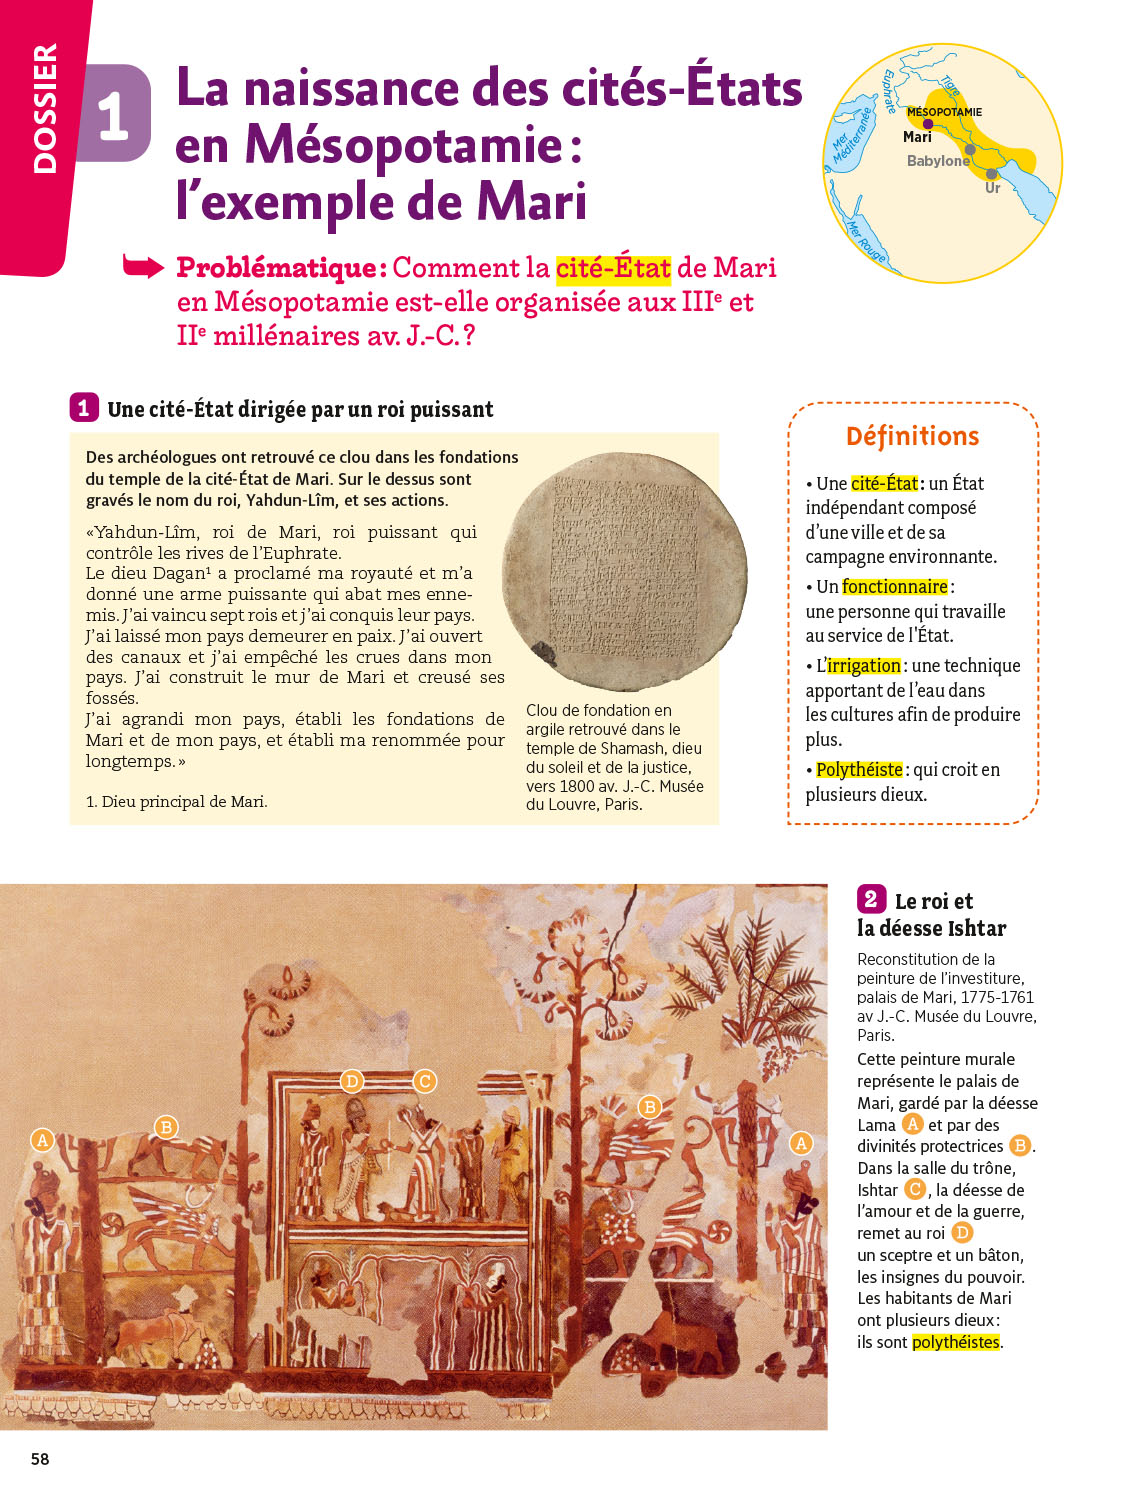 DOSSIER
1
La naissance des cités-États
en Mésopotamie :
l'exemple de Mari
Problématique : Comment la cité-État de Mari
en Mésopotamie est-elle organisée aux IIIe et
IIe millénaires av. J.-C. ?
Euphrate
Tigre
MÉSOPOTAMIE
Mari
Mer
Méditerranée
Babylone
Ur
Mer Rouge
1 Une cité-État dirigée par un roi puissant
Des archéologues ont retrouvé ce clou dans les fondations
du temple de la cité-État de Mari. Sur le dessus sont
gravés le nom du roi, Yahdun-Lîm, et ses actions.
«Yahdun-Lîm, roi de Mari, roi puissant qui
contrôle les rives de l'Euphrate.
Le dieu Dagan1 a proclamé ma royauté et m'a
donné une arme puissante qui abat mes enne-
mis. J'ai vaincu sept rois et j'ai conquis leur pays.
J'ai laissé mon pays demeurer en paix. J'ai ouvert
des canaux et j'ai empêché les crues dans mon
pays. J'ai construit le mur de Mari et creusé ses
fossés.
J'ai agrandi mon pays, établi les fondations de
Mari et de mon pays, et établi ma renommée pour
longtemps.»
1. Dieu principal de Mari.
Clou de fondation en
argile retrouvé dans le
temple de Shamash, dieu
du soleil et de la justice,
vers 1800 av. J.-C. Musée
du Louvre, Paris.
Définitions
• Une cité-État : un État
indépendant composé
d'une ville et de sa
campagne environnante.
• Un fonctionnaire :
une personne qui travaille
au service de l'État.
• L'irrigation : une technique
apportant de l'eau dans
les cultures afin de produire
plus.
• Polythéiste : qui croit en
plusieurs dieux.
A
B
D
C
B
A
2 Le roi et
la déesse Ishtar
Reconstitution de la
peinture de l'investiture,
palais de Mari, 1775-1761
av J.-C. Musée du Louvre,
Paris.
Cette peinture murale
représente le palais de
Mari, gardé par la déesse
Lama A et par des
divinités protectrices B.
Dans la salle du trône,
Ishtar C, la déesse de
l'amour et de la guerre,
remet au roi D
un sceptre et un bâton,
les insignes du pouvoir.
Les habitants de Mari
ont plusieurs dieux :
ils sont polythéistes.
58